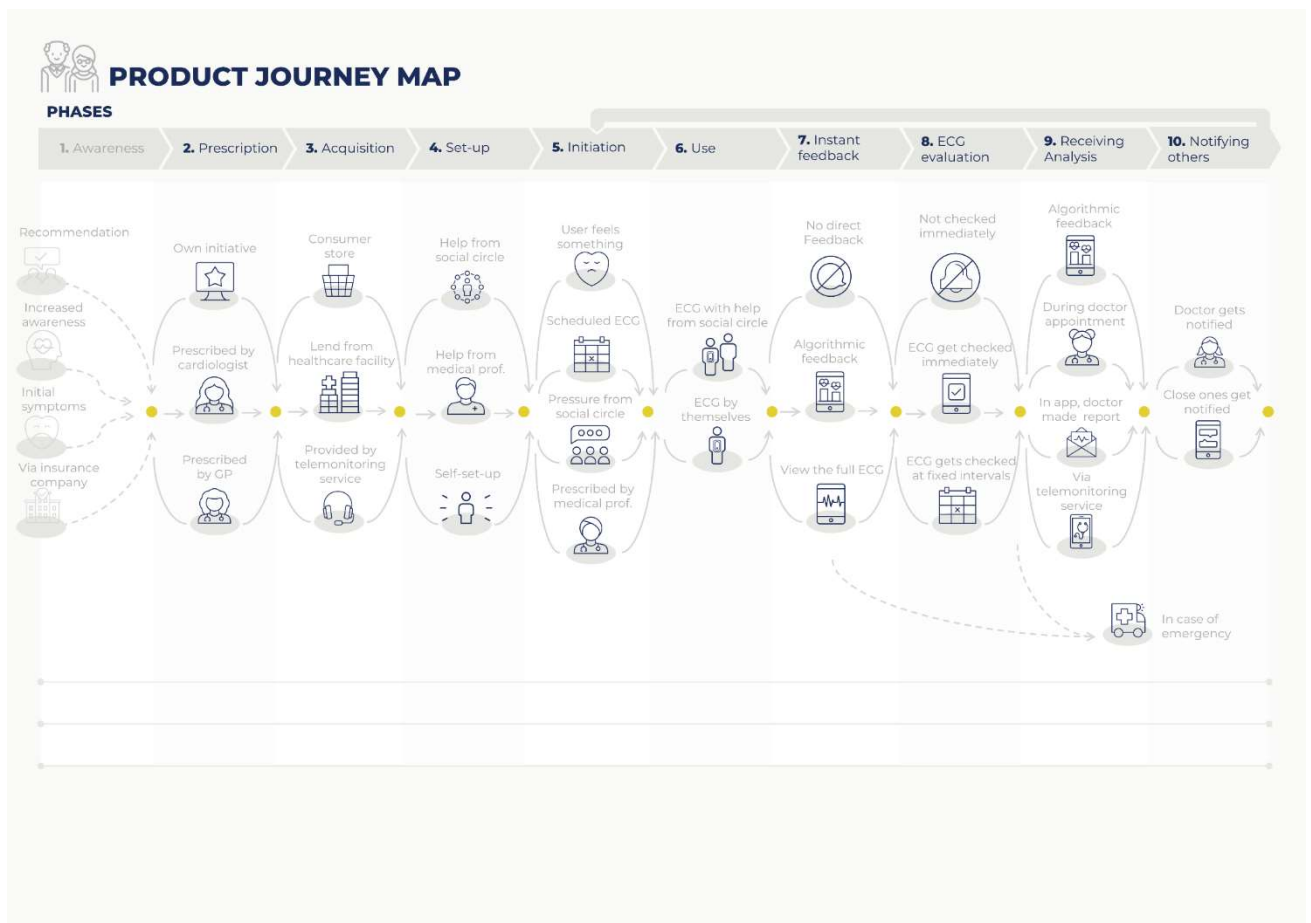 PRODUCT JOURNEY MAP
PHASES
1. Awareness
2. Prescription
3. Acquisition
4. Set-up
5. Initiation
6. Use
7. Instant
feedback
8. ECG
evaluation
9. Receiving
Analysis
10. Notifying
others
Recommendation
Increased
awareness
Initial
symptoms
Via insurance
company
Own initiative
Prescribed by
cardiologist
Prescribed
by GP
Consumer
store
Lend from
healthcare facility
Provided by
telemonitoring
service
Help from
social circle
Help from
medical prof.
Self-set-up
User feels
something
Scheduled ECG
Pressure from
social circle
Prescribed by
medical prof.
ECG with help
from social circle
ECG by
themselves
No direct
Feedback
Algorithmic
feedback
View the full ECG
Not checked
immediately
ECG get checked
immediately
ECG gets checked
at fixed intervals
Algorithmic
feedback
During doctor
appointment
In app, doctor
made report
Via
telemonitoring
service
Doctor gets
notified
Close ones get
notified
In case of
emergency